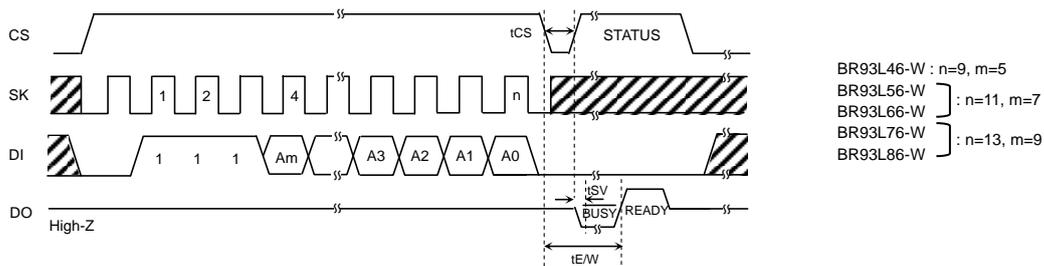 CS
tCS
STATUS
SK
1 2 4 n
DI
1 1 1 Am A3 A2 A1 A0
tSV
DO
BUSY READY
High-Z
tE/W
BR93L46-W : n=9, m=5
BR93L56-W
BR93L66-W
: n=11, m=7
BR93L76-W
BR93L86-W
: n=13, m=9